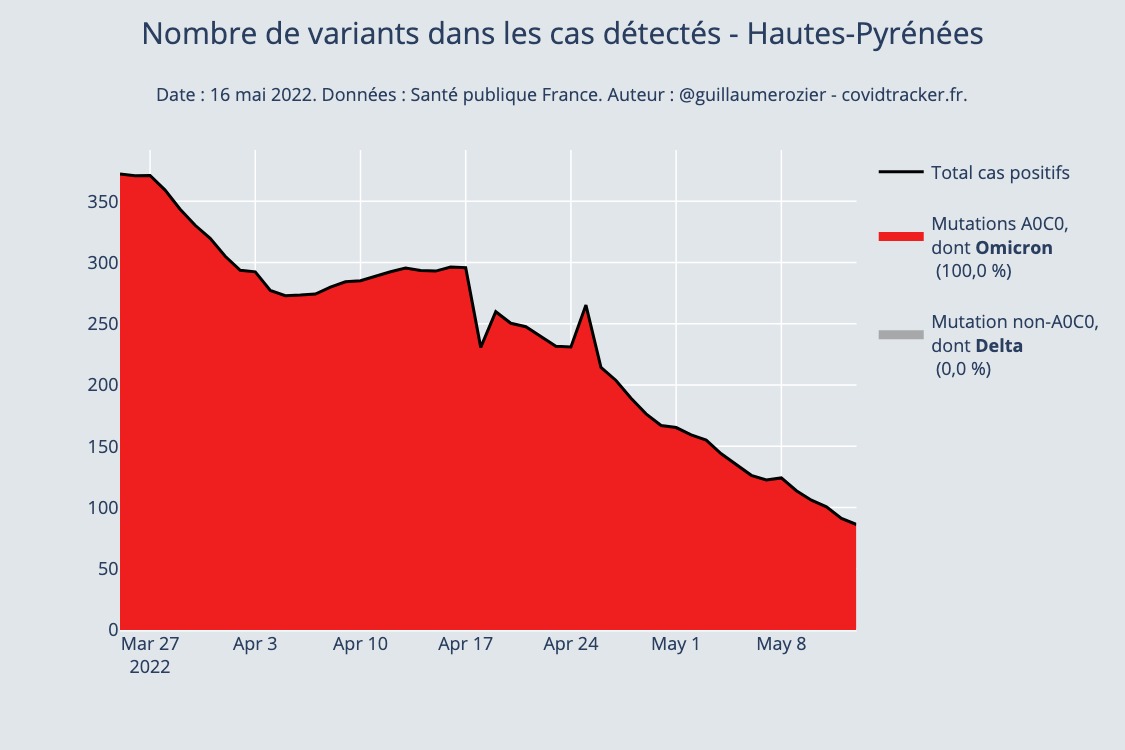 Nombre de variants dans les cas détectés - Hautes-Pyrénées
Date : 16 mai 2022. Données : Santé publique France. Auteur : @guillaumerozier - covidtracker.fr.
Total cas positifs
Mutations A0C0,
dont Omicron
(100,0 %)
Mutation non-A0C0,
dont Delta
(0,0 %)
350
300
250
200
150
100
50
0
Mar 27
2022
Apr 3
Apr 10
Apr 17
Apr 24
May 1
May 8